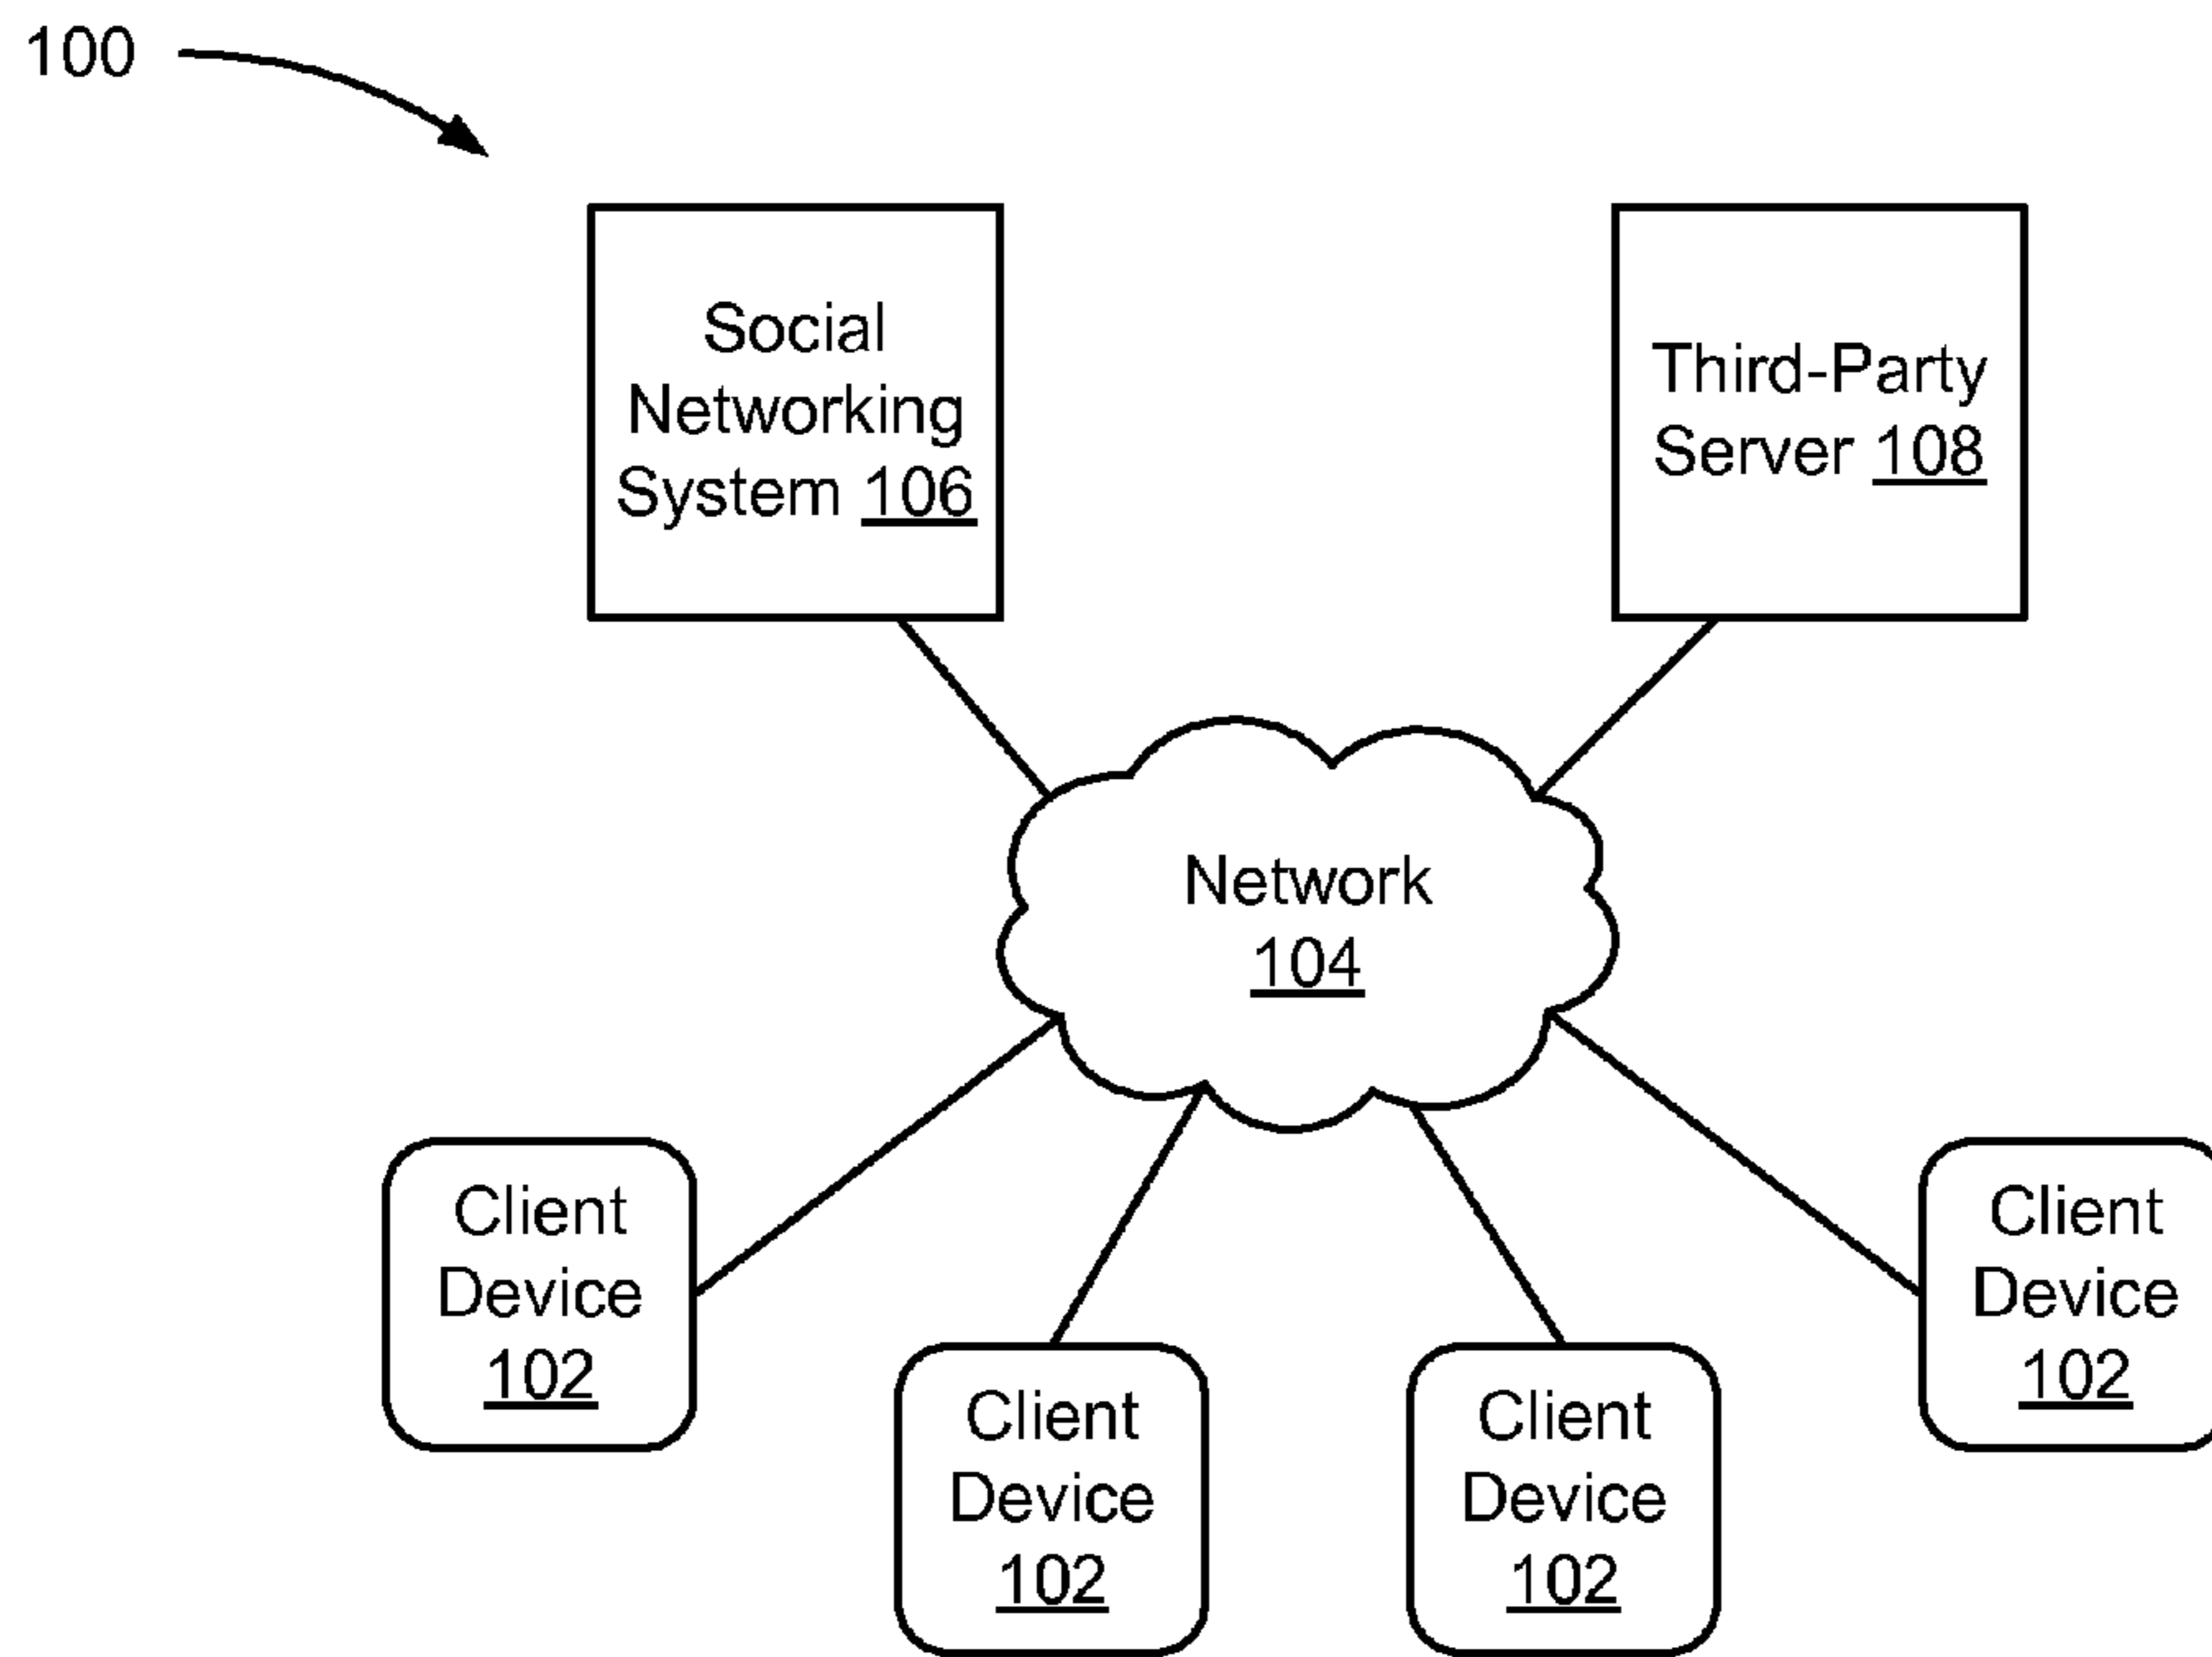 100
Social
Networking
System 106
Third-Party
Server 108
Network
104
Client
Device
102
Client
Device
102
Client
Device
102
Client
Device
102